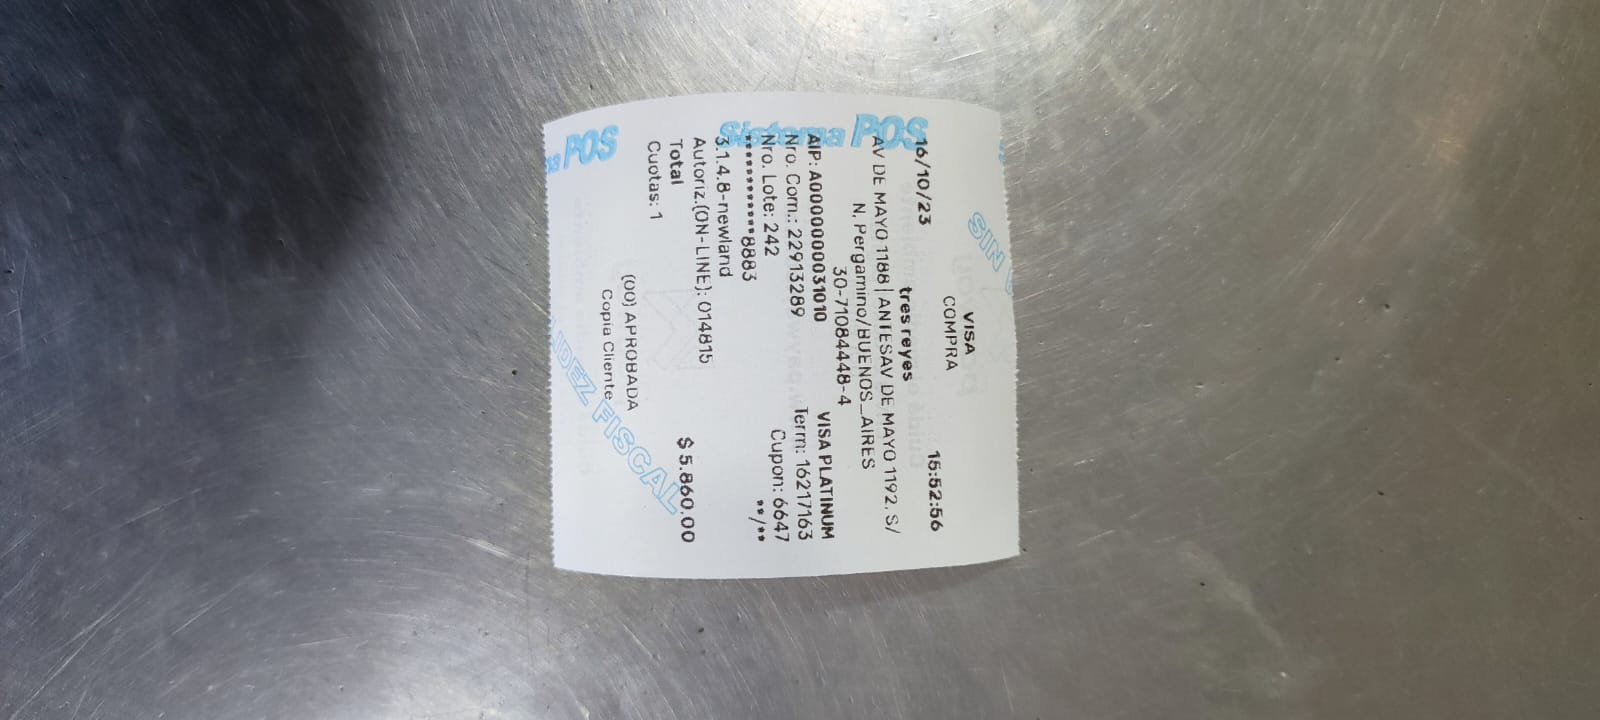 VISA
COMPRA
16/10/23 15:52:56
tres reyes
AV DE MAYO 1188 | ANTESAV DE MAYO 1192. S/
N. Pergamino/BUENOS_AIRES
30-71084448-4
AIP: A0000000031010 VISA PLATINUM
Nro. Com.: 22913289 Term: 16217163
Nro. Lote: 242 Cupon: 6647
************8883 **/**
3.1.4.8-newland
Autoriz.(ON-LINE): 014815
Total $ 5.860.00
Cuotas: 1
(00) APROBADA
Copia Cliente
Sistema POS
POS
SIN
IDEZ FISCAL